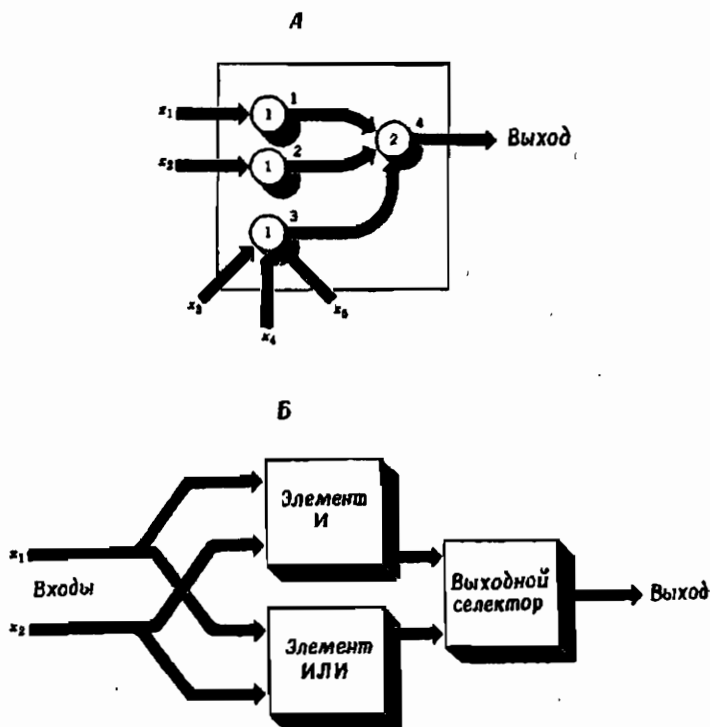 А
x₁
1
1
x₂
1
2
2
4
Выход
1
3
x₃
x₄
x₅
Б
x₁
Входы
x₂
Элемент
И
Элемент
ИЛИ
Выходной
селектор
Выход